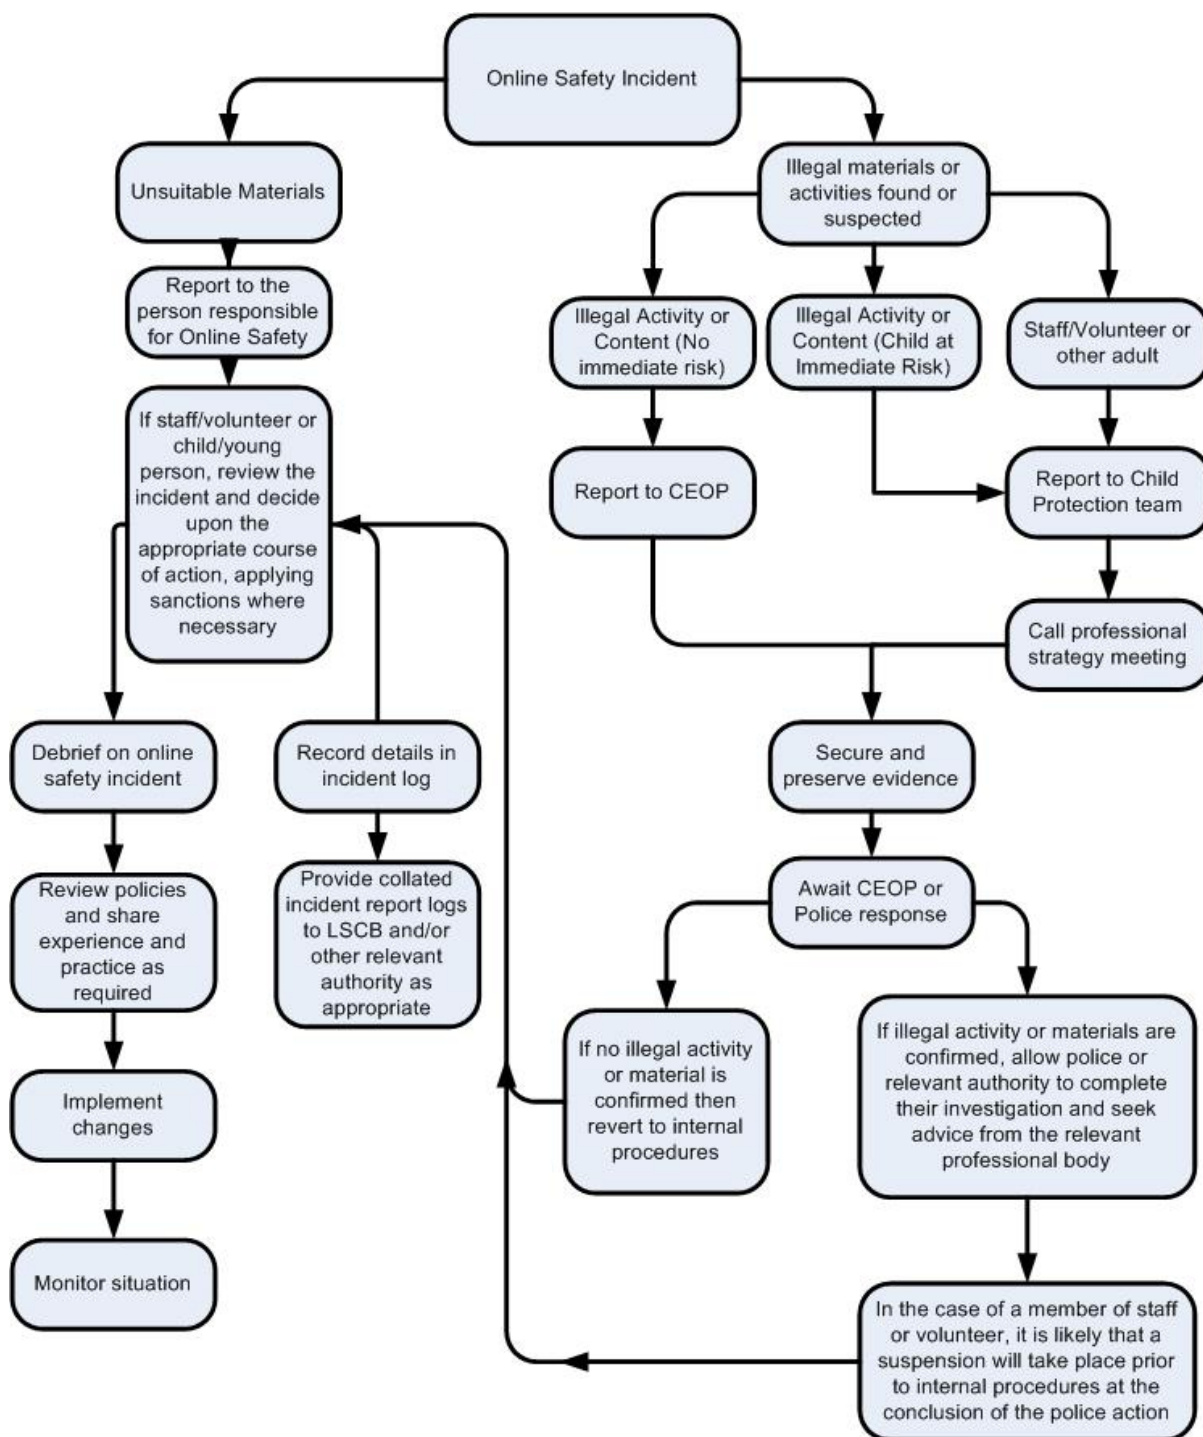 Online Safety Incident
Unsuitable Materials
Report to the
person responsible
for Online Safety
If staff/volunteer or
child/young
person, review the
incident and decide
upon the
appropriate course
of action, applying
sanctions where
necessary
Debrief on online
safety incident
Review policies
and share
experience and
practice as
required
Implement
changes
Monitor situation
Record details in
incident log
Provide collated
incident report logs
to LSCB and/or
other relevant
authority as
appropriate
Illegal materials or
activities found or
suspected
Illegal Activity or
Content (No
immediate risk)
Illegal Activity or
Content (Child at
Immediate Risk)
Staff/Volunteer or
other adult
Report to CEOP
Report to Child
Protection team
Call professional
strategy meeting
Secure and
preserve evidence
Await CEOP or
Police response
If no illegal activity
or material is
confirmed then
revert to internal
procedures
If illegal activity or materials are
confirmed, allow police or
relevant authority to complete
their investigation and seek
advice from the relevant
professional body
In the case of a member of staff
or volunteer, it is likely that a
suspension will take place prior
to internal procedures at the
conclusion of the police action